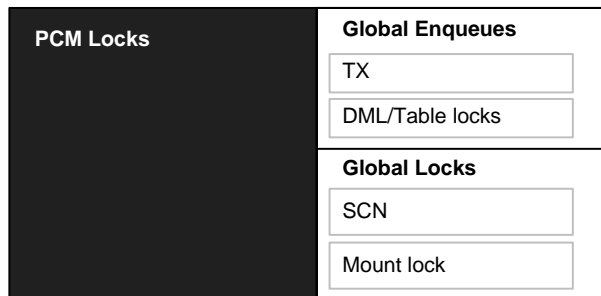 PCM Locks
Global Enqueues
TX
DML/Table locks
Global Locks
SCN
Mount lock